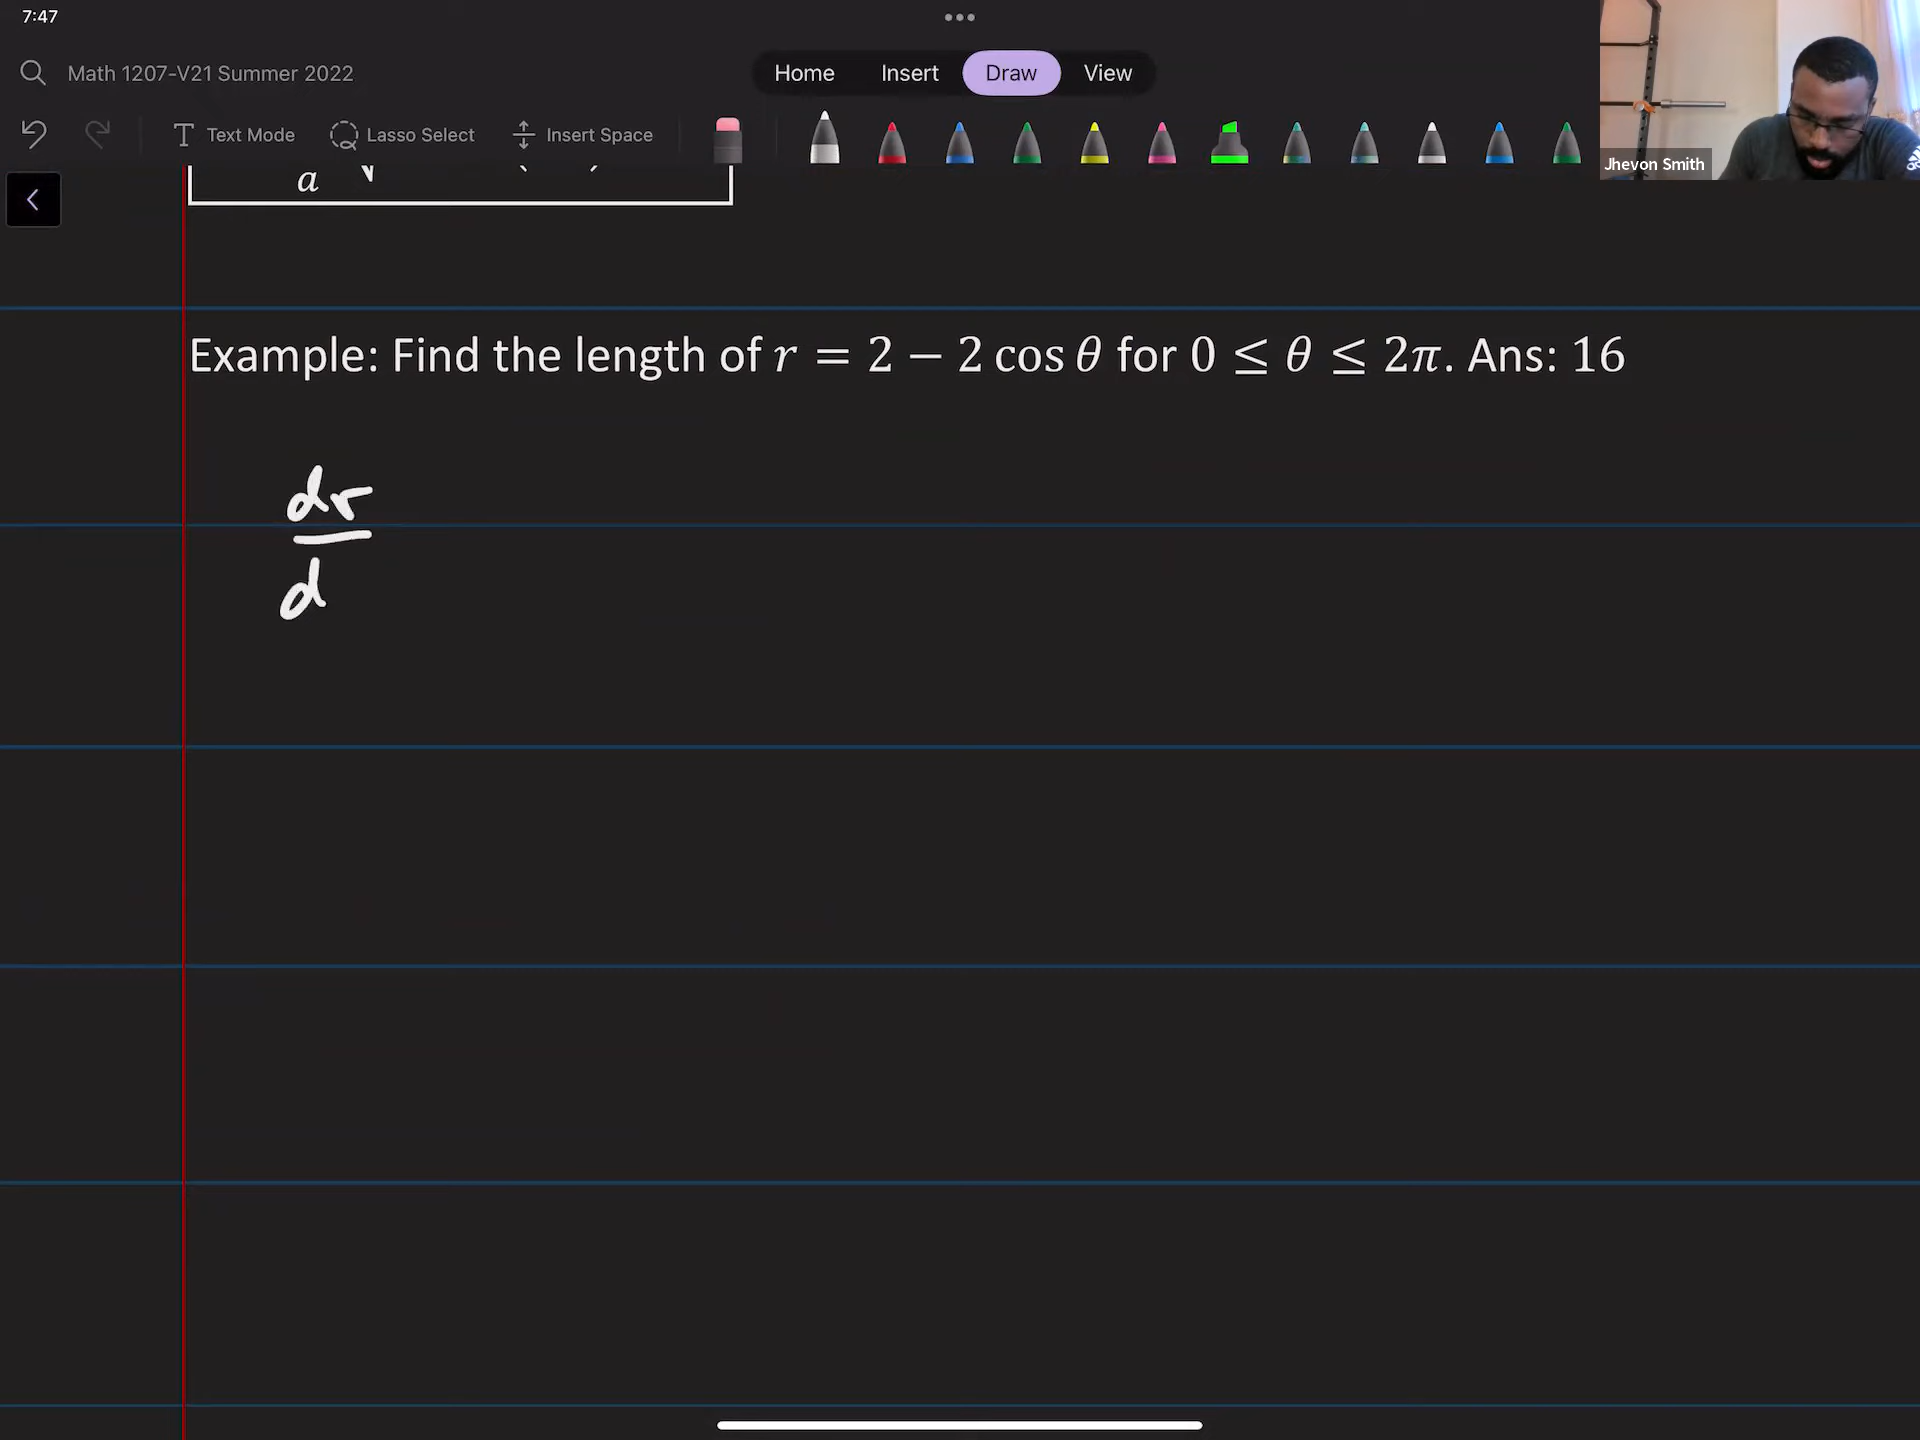 7:47
Math 1207-V21 Summer 2022
Home Insert Draw View
Text Mode Lasso Select Insert Space
Jhevon Smith
a √
Example: Find the length of r = 2 − 2 cos θ for 0 ≤ θ ≤ 2π. Ans: 16
dr
d